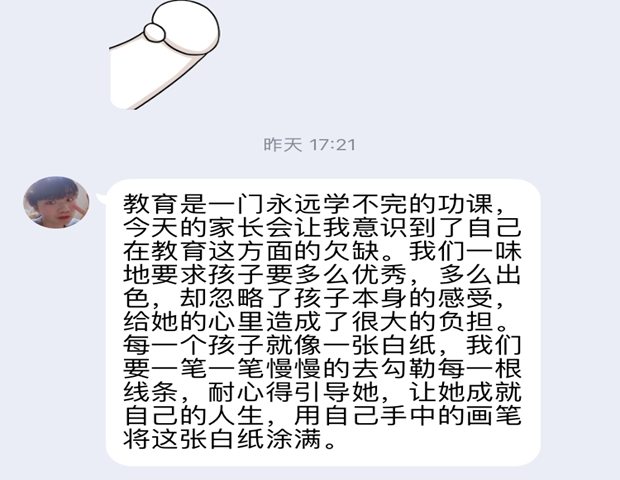 昨天 17:21
教育是一门永远学不完的功课，
今天的家长会让我意识到了自己
在教育这方面的欠缺。我们一味
地要求孩子要多么优秀，多么出
色，却忽略了孩子本身的感受，
给她的心里造成了很大的负担。
每一个孩子就像一张白纸，我们
要一笔一笔慢慢的去勾勒每一根
线条，耐心得引导她，让她成就
自己的人生，用自己手中的画笔
将这张白纸涂满。